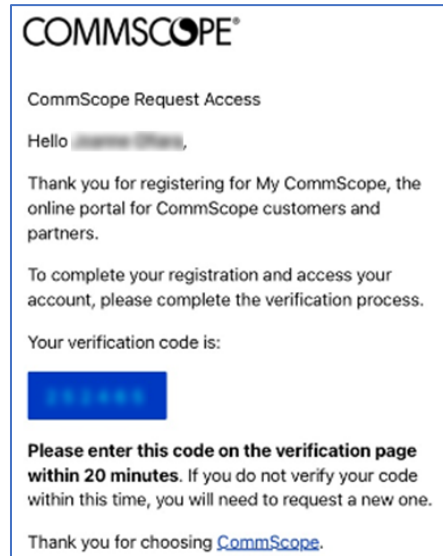 COMMSCOPE®
CommScope Request Access
Hello
Thank you for registering for My CommScope, the
online portal for CommScope customers and
partners.
To complete your registration and access your
account, please complete the verification process.
Your verification code is:
Please enter this code on the verification page
within 20 minutes. If you do not verify your code
within this time, you will need to request a new one.
Thank you for choosing CommScope.